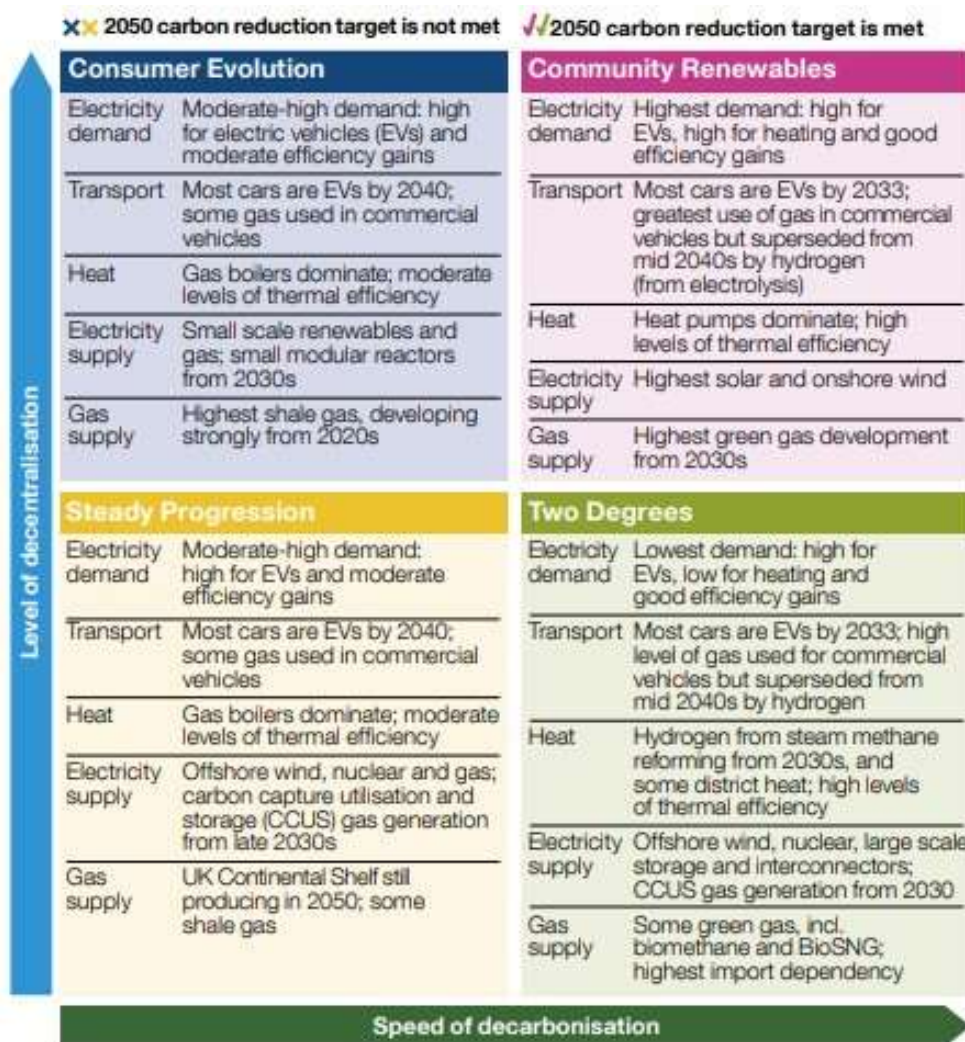 2050 carbon reduction target is not met
2050 carbon reduction target is met
Level of decentralisation
Consumer Evolution
Electricity demand Moderate-high demand: high
for electric vehicles (EVs) and
moderate efficiency gains
Transport Most cars are EVs by 2040;
some gas used in commercial
vehicles
Heat Gas boilers dominate; moderate
levels of thermal efficiency
Electricity supply Small scale renewables and
gas; small modular reactors
from 2030s
Gas supply Highest shale gas, developing
strongly from 2020s
Community Renewables
Electricity demand Highest demand: high for
EVs, high for heating and good
efficiency gains
Transport Most cars are EVs by 2033;
greatest use of gas in commercial
vehicles but superseded from
mid 2040s by hydrogen
(from electrolysis)
Heat Heat pumps dominate; high
levels of thermal efficiency
Electricity supply Highest solar and onshore wind
Gas supply Highest green gas development
from 2030s
Steady Progression
Electricity demand Moderate-high demand:
high for EVs and moderate
efficiency gains
Transport Most cars are EVs by 2040;
some gas used in commercial
vehicles
Heat Gas boilers dominate; moderate
levels of thermal efficiency
Electricity supply Offshore wind, nuclear and gas;
carbon capture utilisation and
storage (CCUS) gas generation
from late 2030s
Gas supply UK Continental Shelf still
producing in 2050; some
shale gas
Two Degrees
Electricity demand Lowest demand: high for
EVs, low for heating and
good efficiency gains
Transport Most cars are EVs by 2033; high
level of gas used for commercial
vehicles but superseded from
mid 2040s by hydrogen
Heat Hydrogen from steam methane
reforming from 2030s, and
some district heat; high levels
of thermal efficiency
Electricity supply Offshore wind, nuclear, large scale
storage and interconnectors;
CCUS gas generation from 2030
Gas supply Some green gas, incl.
biomethane and BioSNG;
highest import dependency
Speed of decarbonisation